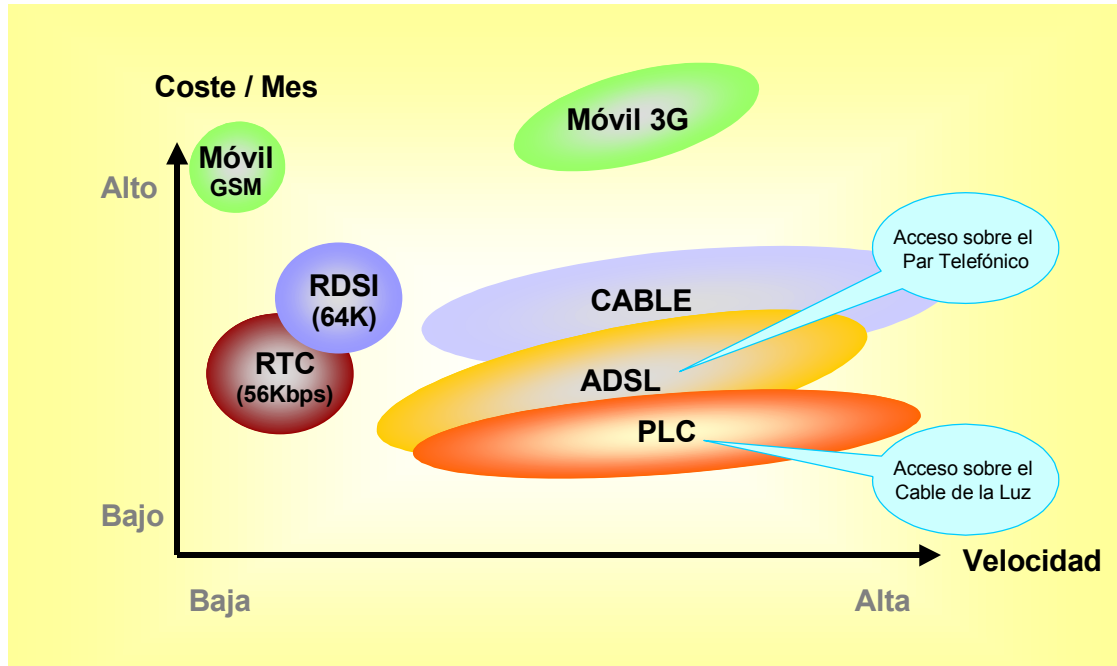 Coste / Mes
Móvil 3G
Móvil
GSM
Alto
Acceso sobre el
Par Telefónico
RDSI
(64K)
CABLE
RTC
(56Kbps)
ADSL
PLC
Acceso sobre el
Cable de la Luz
Bajo
Velocidad
Baja
Alta